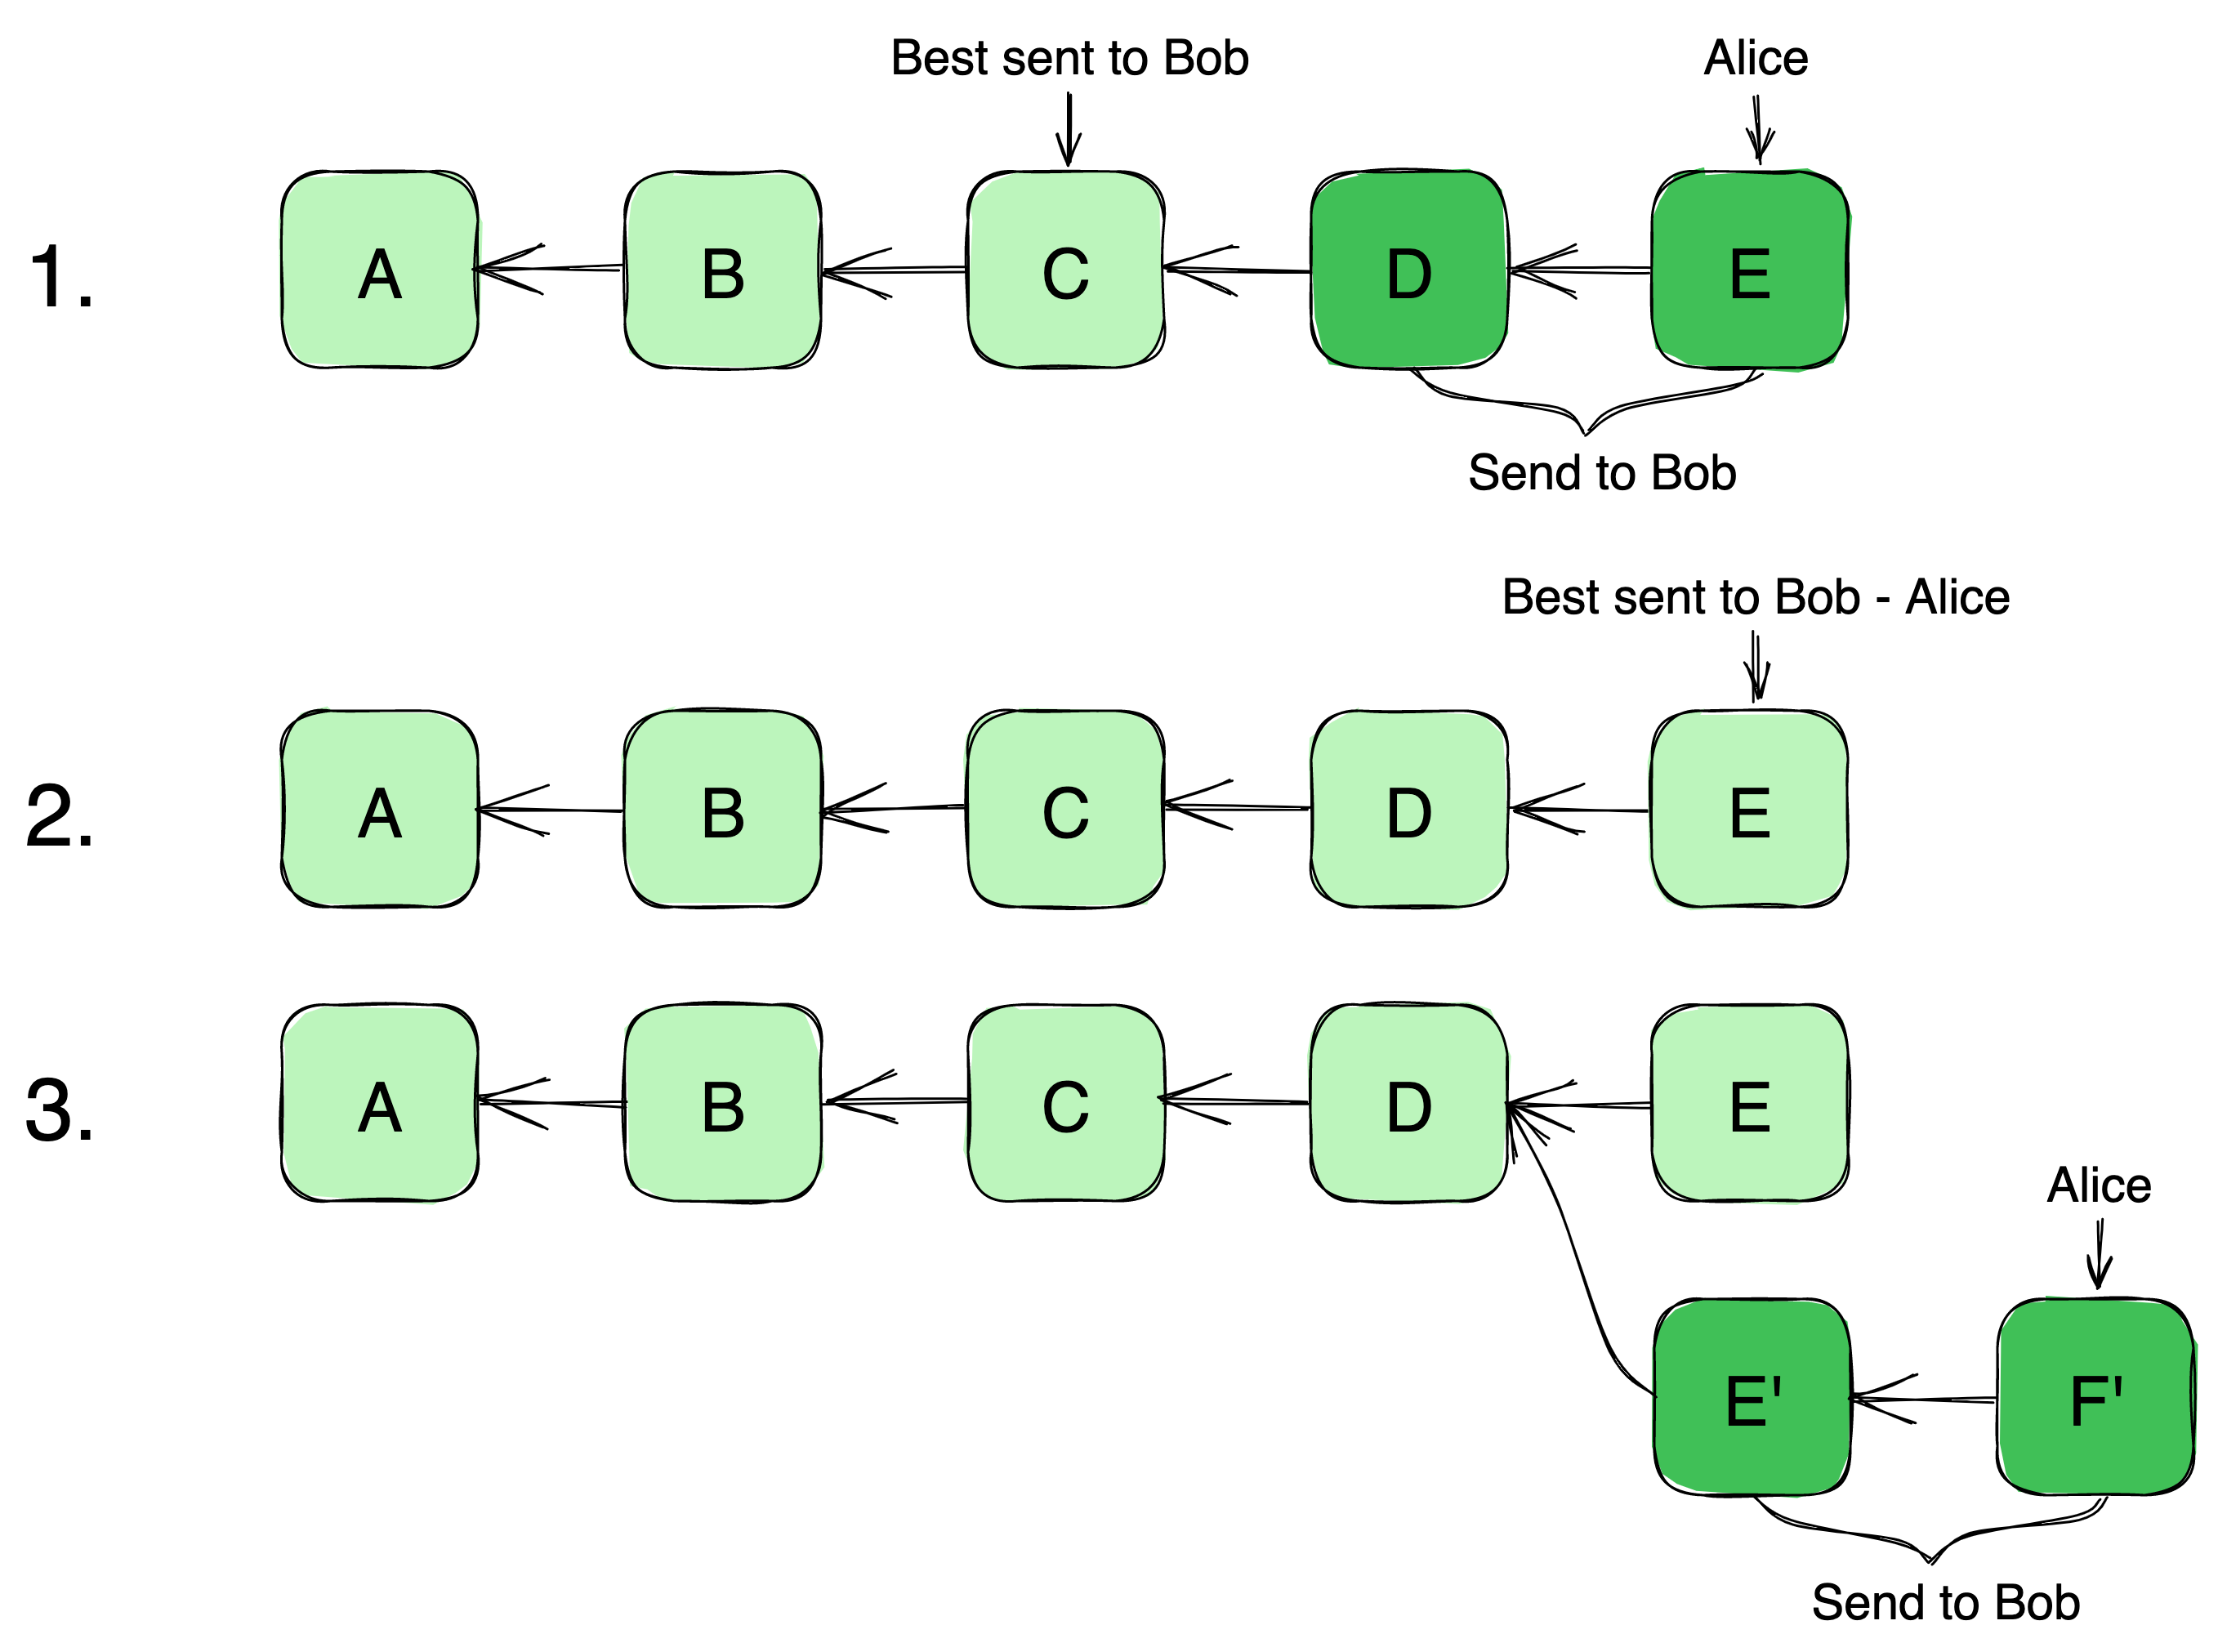 Best sent to Bob
Alice
1.
A
B
C
D
E
Send to Bob
Best sent to Bob - Alice
2.
A
B
C
D
E
3.
A
B
C
D
E
Alice
E'
F'
Send to Bob